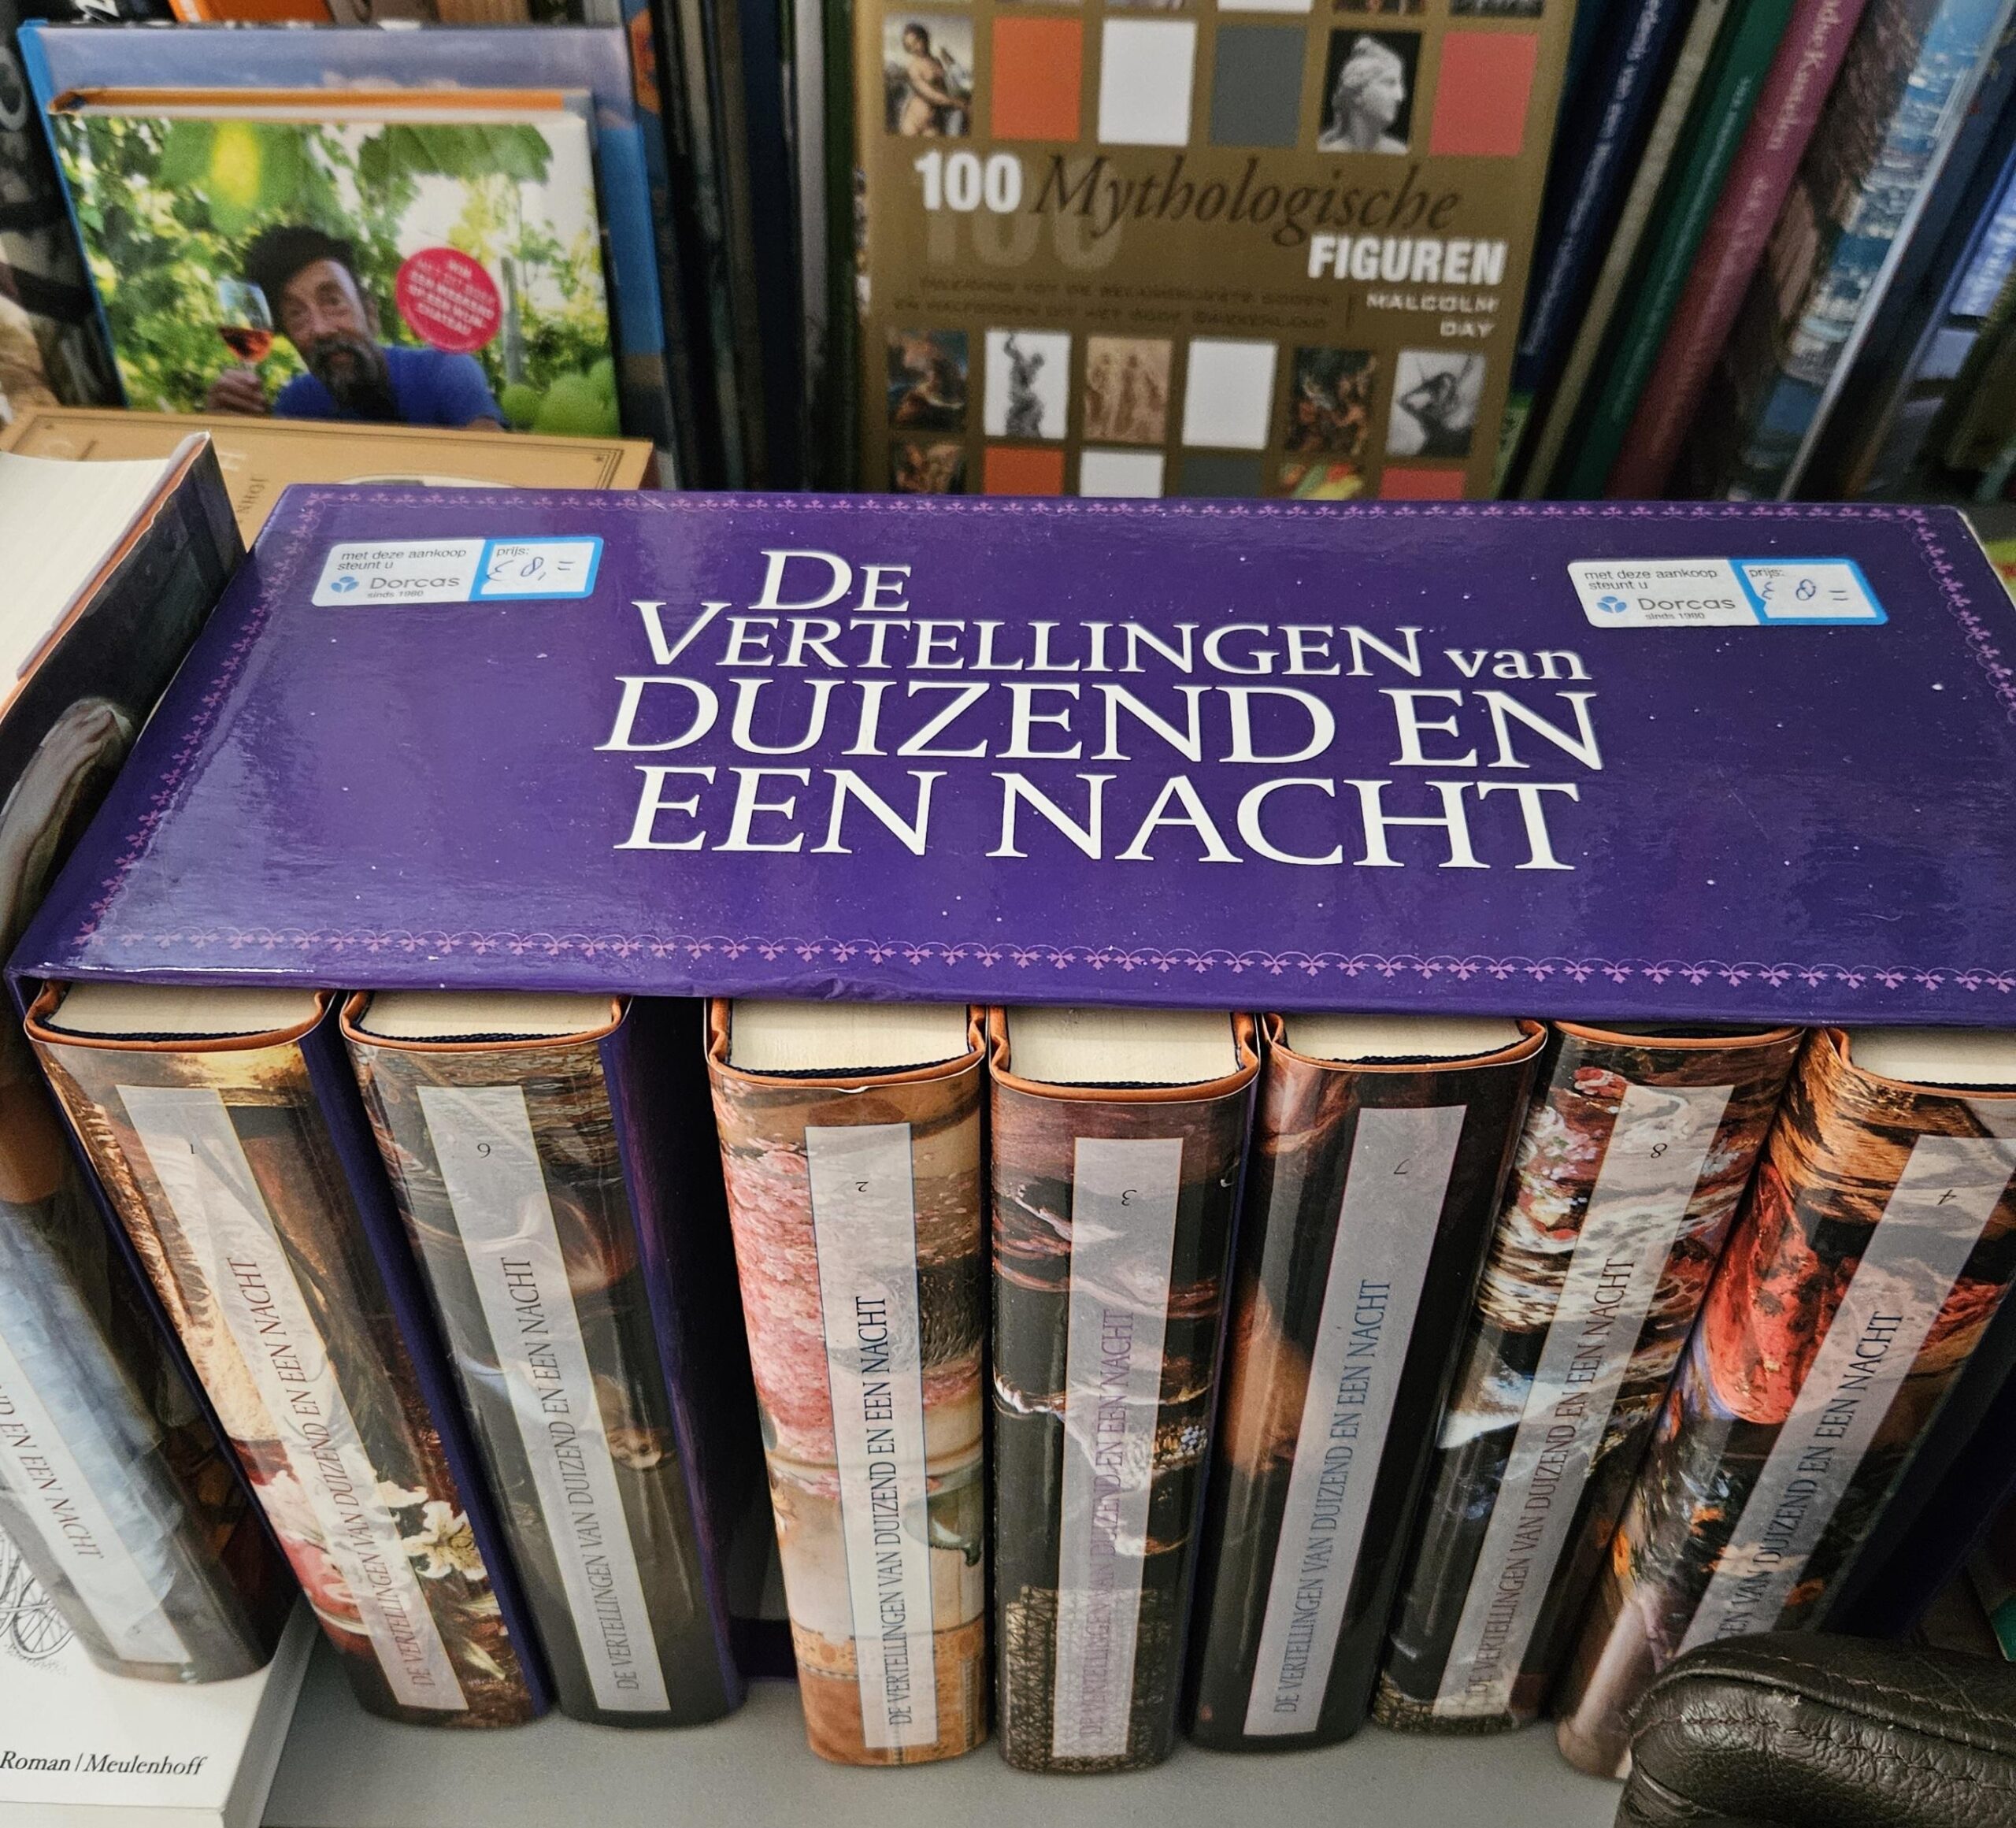 100 Mythologische
FIGUREN
MALCOLM
DAY
met deze aankoop
steunt u
Dorcas
sinds 1980
prijs:
€ 8,=
DE
VERTELLINGEN van
DUIZEND EN
EEN NACHT
met deze aankoop
steunt u
Dorcas
sinds 1980
prijs:
JOHN
EEN NACHT
1
DE VERTELLINGEN VAN DUIZEND EN EEN NACHT
DE VERTELLINGEN VAN DUIZEND EN EEN NACHT
2
DE VERTELLINGEN VAN DUIZEND EN EEN NACHT
3
DE VERTELLINGEN VAN DUIZEND EN EEN NACHT
7
DE VERTELLINGEN VAN DUIZEND EN EEN NACHT
8
DE VERTELLINGEN VAN DUIZEND EN EEN NACHT
4
VAN DUIZEND EN EEN NACHT
Roman | Meulenhoff